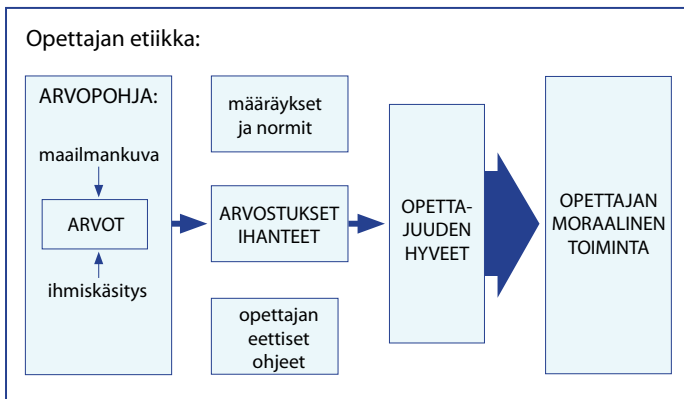 Opettajan etiikka:
ARVOPOHJA:
maailmankuva
ARVOT
ihmiskäsitys
määräykset
ja normit
ARVOSTUKSET
IHANTEET
opettajan
eettiset
ohjeet
OPETTA-
JUUDEN
HYVEET
OPETTAJAN
MORAALINEN
TOIMINTA